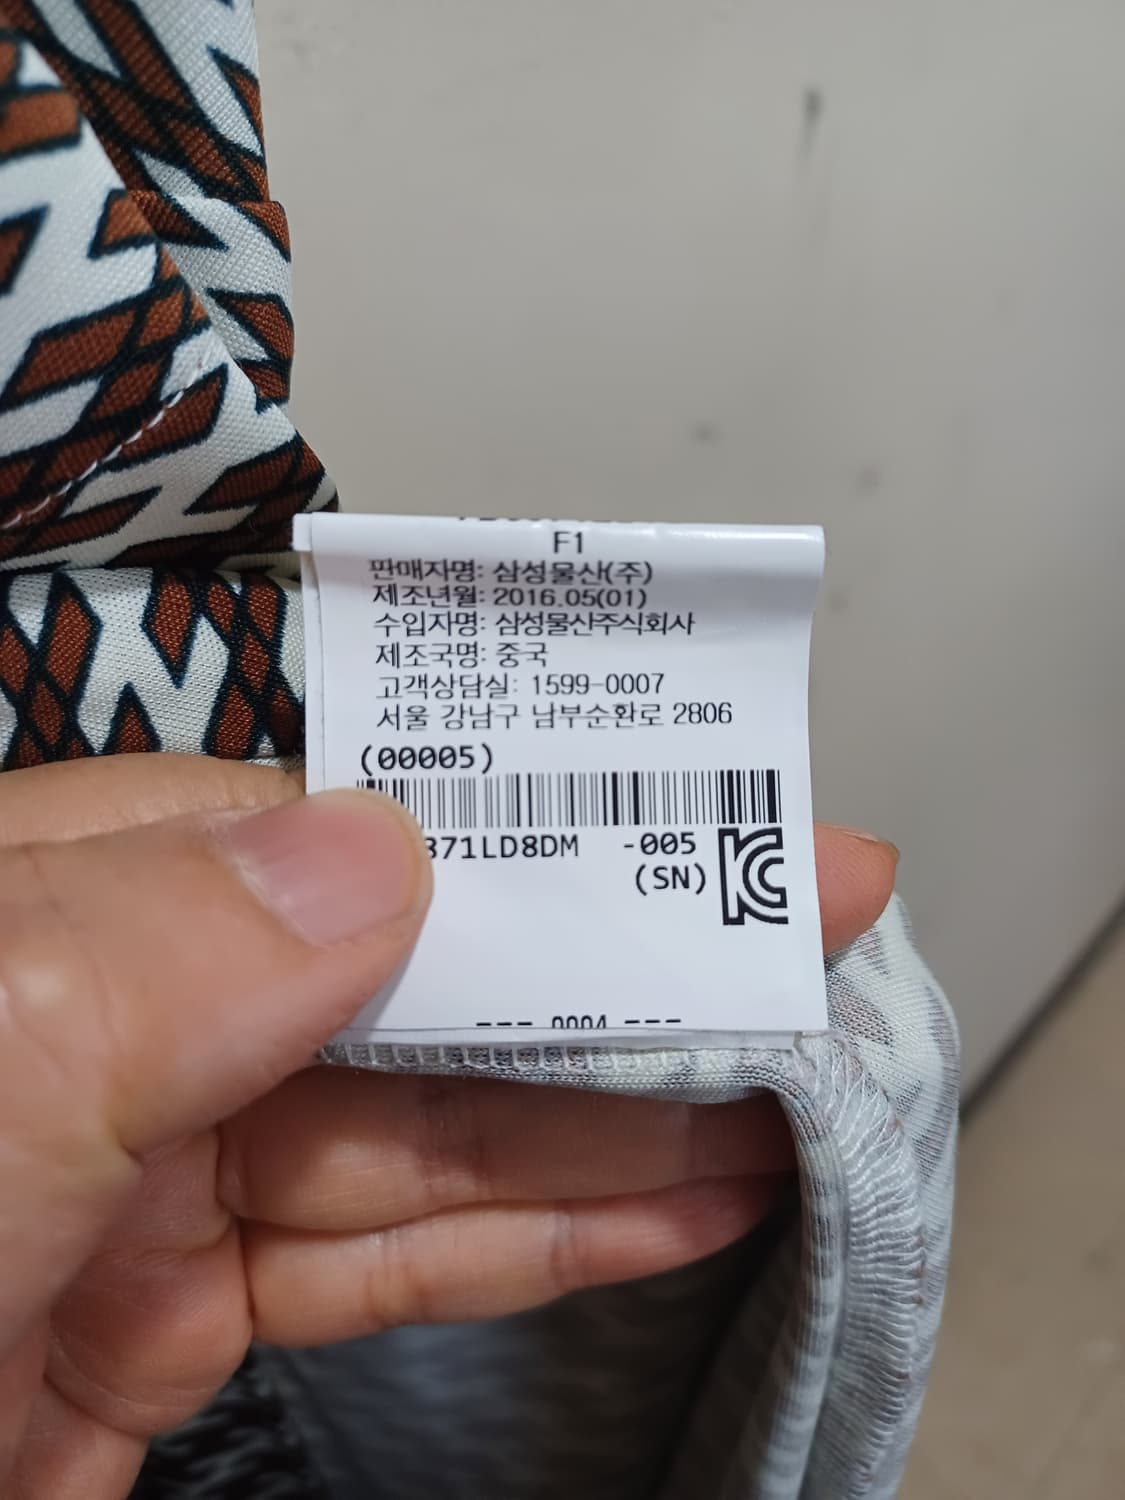 F1
판매자명: 삼성물산(주)
제조년월: 2016.05(01)
수입자명: 삼성물산주식회사
제조국명: 중국
고객상담실: 1599-0007
서울 강남구 남부순환로 2806
(00005)
371LD8DM -005
(SN)
--- 0004 ---